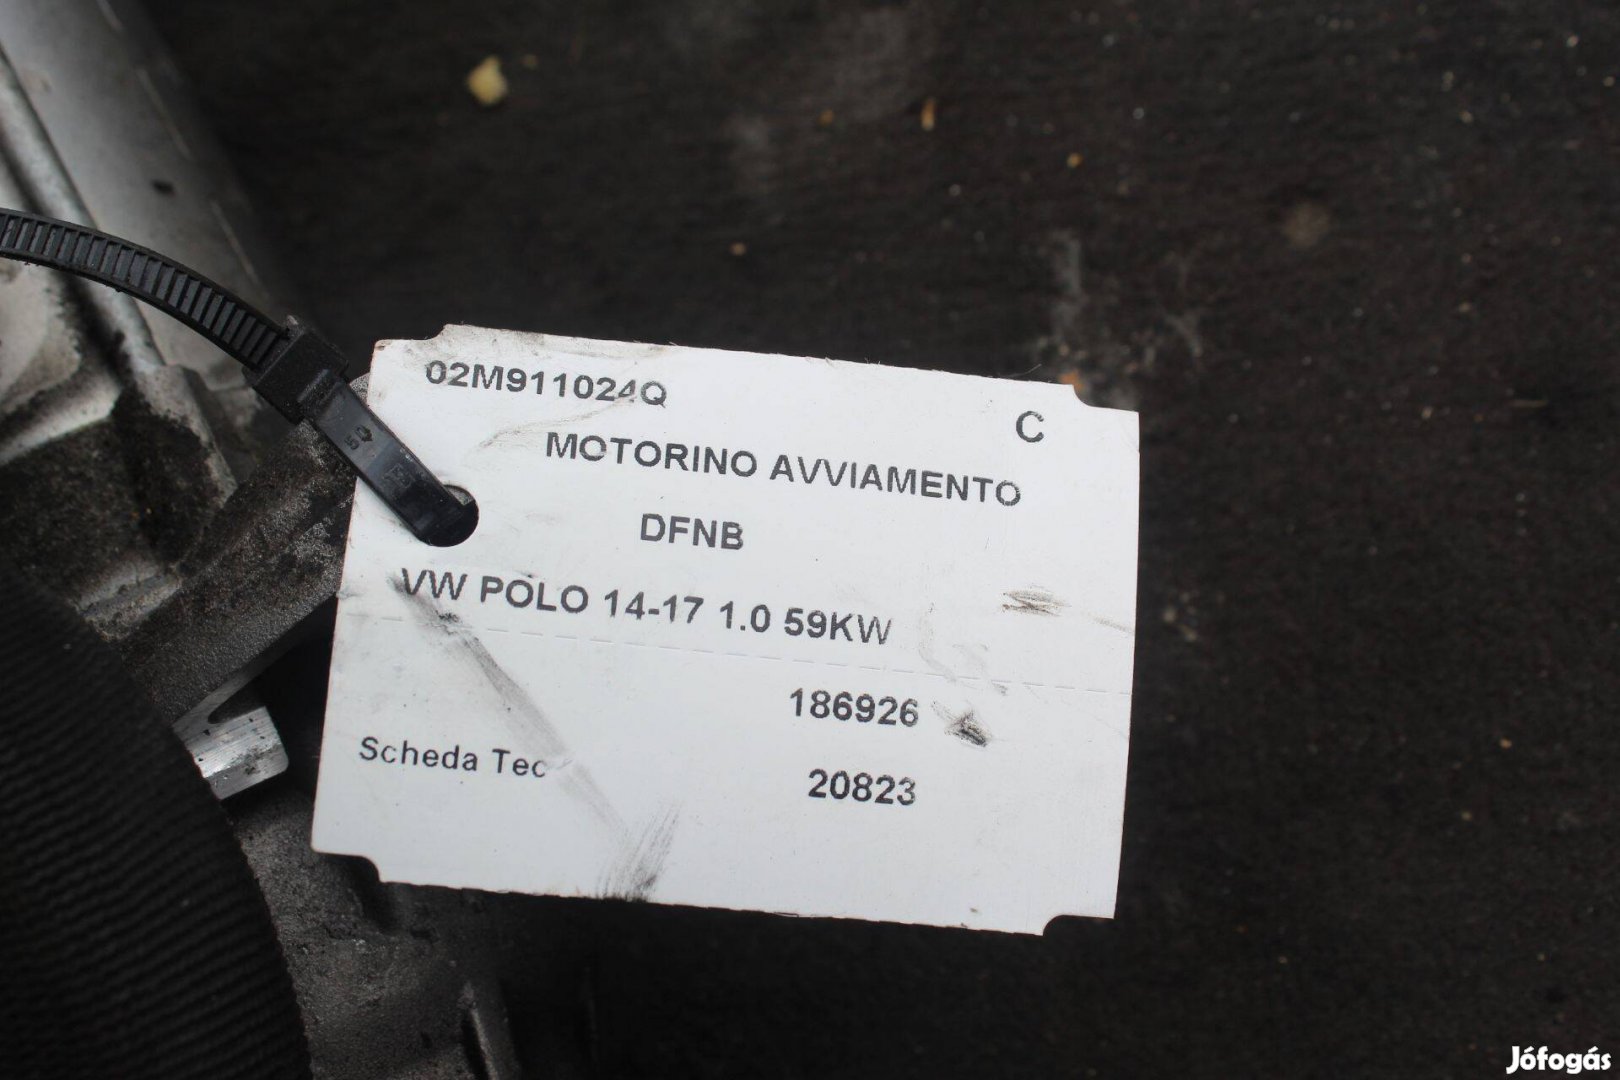 02M911024Q
C
MOTORINO AVVIAMENTO
DFNB
VW POLO 14-17 1.0 59KW
186926
Scheda Tec
20823
Jófogás